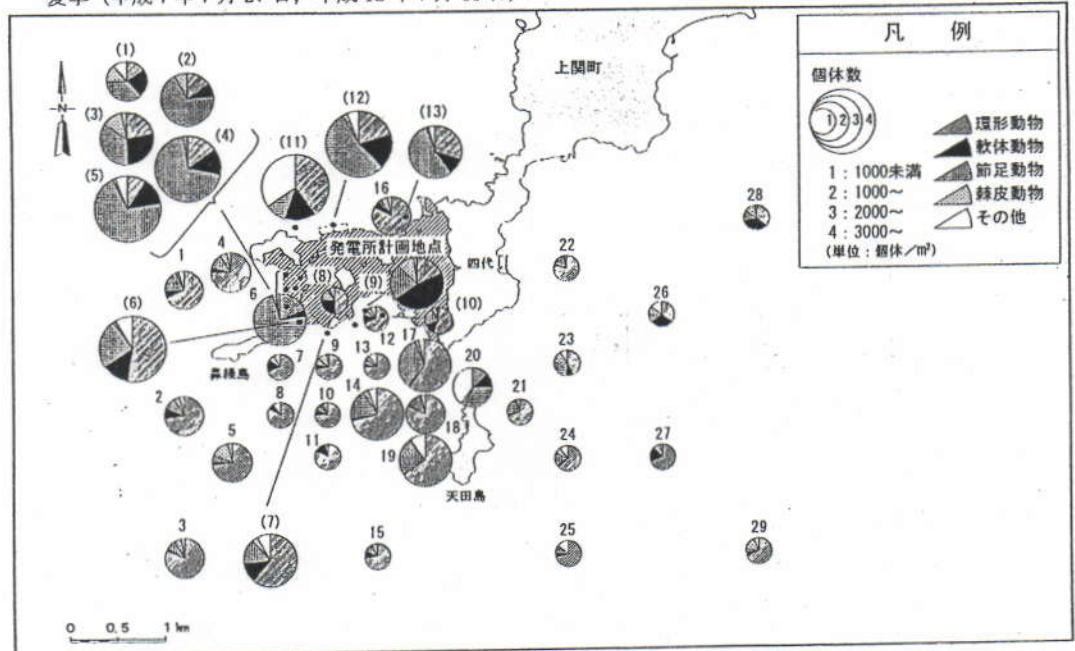 凡 例
個体数
1 2 3 4
1 : 1000未満
2 : 1000~
3 : 2000~
4 : 3000~
(単位:個体/m²)
環形動物
軟体動物
節足動物
棘皮動物
その他
上関町
N
(1)
(2)
(3)
(4)
(5)
(11)
(12)
(13)
16
発電所計画地点
四代
28
22
26
1
4
6
(8)
(9)
(10)
(6)
12
17
鼻繰島
7
9
13
20
23
2
8
10
14
18
21
5
11
19
天田島
24
27
3
(7)
15
25
29
0 0.5 1 km